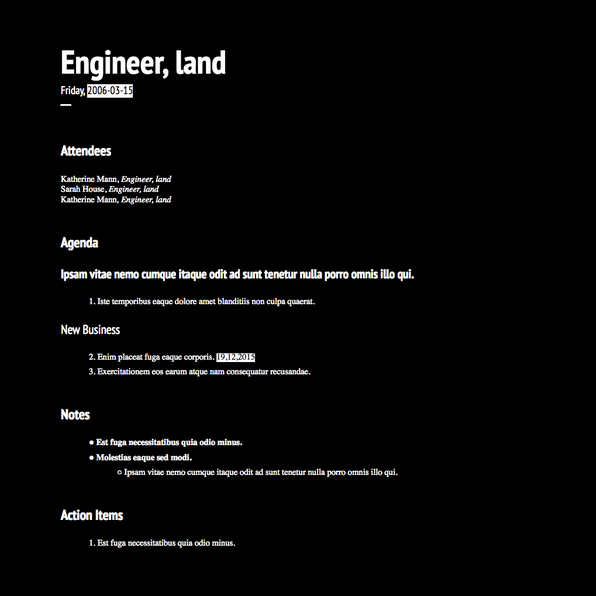 Engineer, land
Friday, 2006-03-15
Attendees
Katherine Mann, Engineer, land
Sarah House, Engineer, land
Katherine Mann, Engineer, land
Agenda
Ipsam vitae nemo cumque itaque odit ad sunt tenetur nulla porro omnis illo qui.
1. Iste temporibus eaque dolore amet blanditiis non culpa quaerat.
New Business
2. Enim placeat fuga eaque corporis. 19.12.2015
3. Exercitationem eos earum atque nam consequatur recusandae.
Notes
● Est fuga necessitatibus quia odio minus.
● Molestias eaque sed modi.
○ Ipsam vitae nemo cumque itaque odit ad sunt tenetur nulla porro omnis illo qui.
Action Items
1. Est fuga necessitatibus quia odio minus.